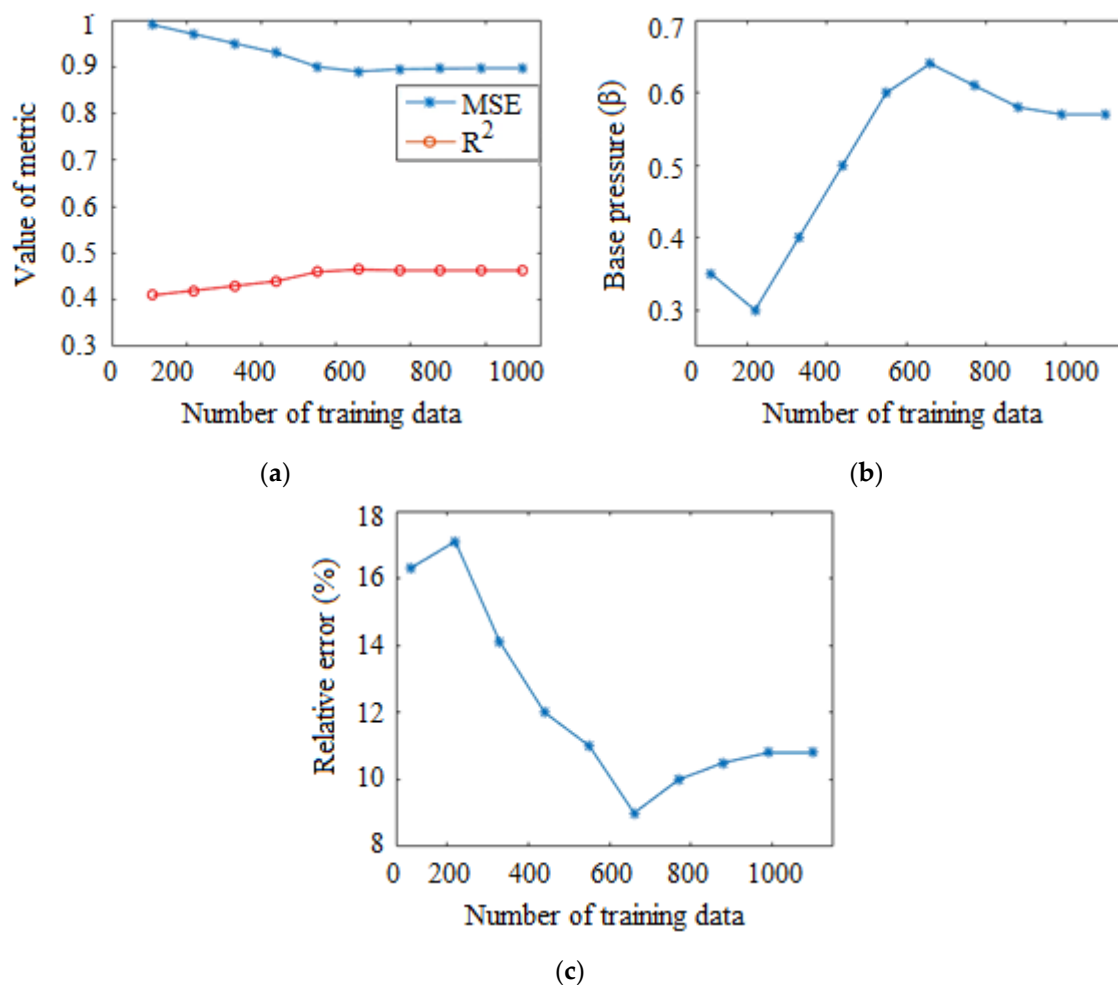 1
0.9
0.8
0.7
0.6
0.5
0.4
0.3
Value of metric
MSE
R²
0 200 400 600 800 1000
Number of training data
(a)
0.7
0.6
0.5
0.4
0.3
Base pressure (β)
0 200 400 600 800 1000
Number of training data
(b)
18
16
14
12
10
8
Relative error (%)
0 200 400 600 800 1000
Number of training data
(c)